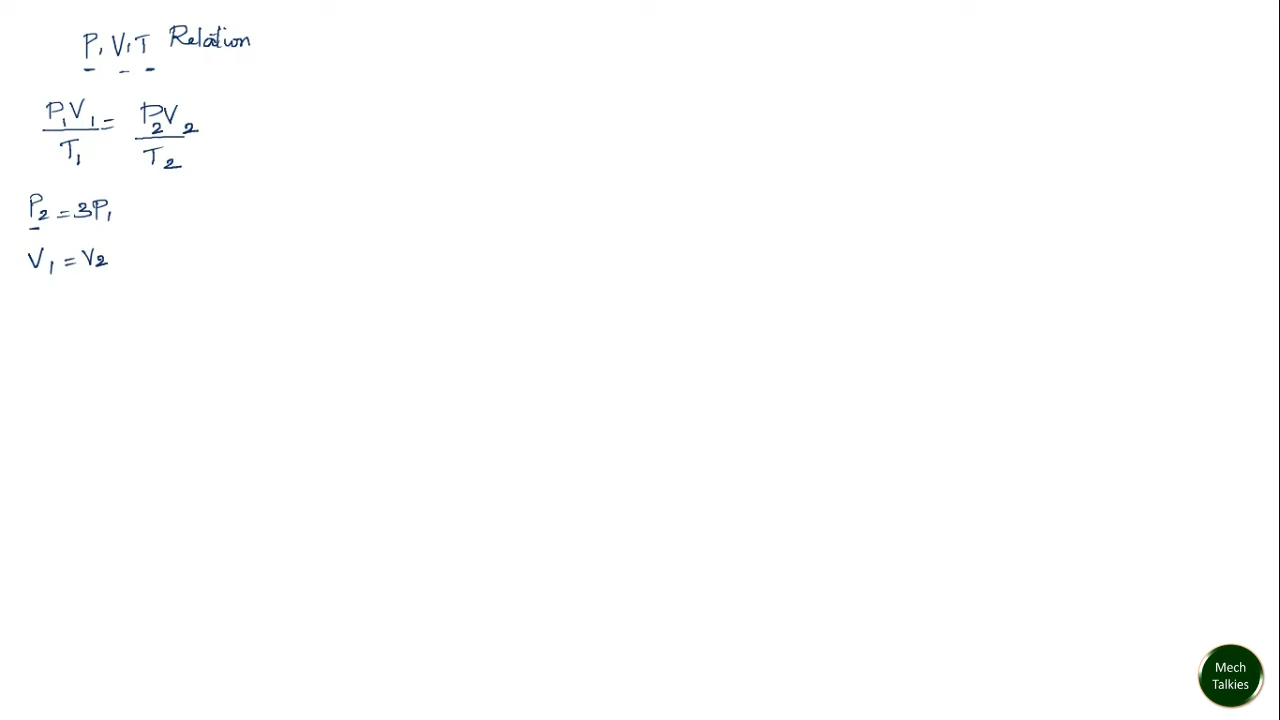 P, V, T Relation
P₁V₁/T₁ = P₂V₂/T₂
P₂ = 3P₁
V₁ = V₂
Mech
Talkies